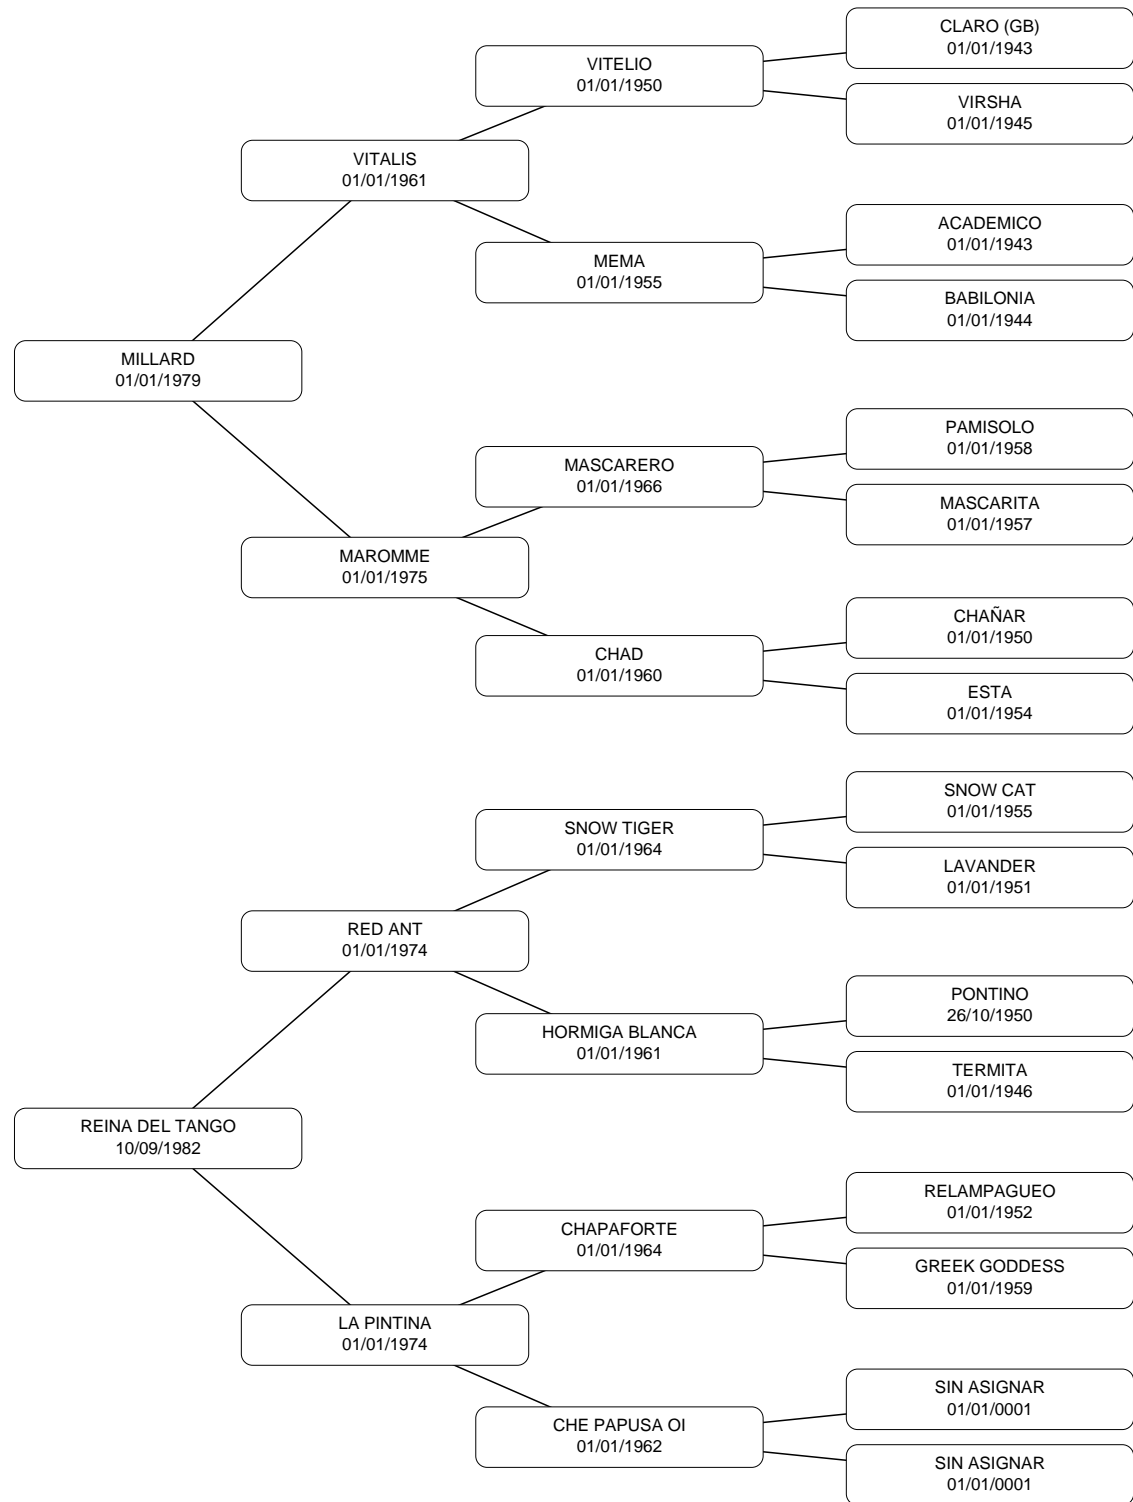 CLARO (GB)
01/01/1943
VITELIO
01/01/1950
VIRSHA
01/01/1945
VITALIS
01/01/1961
ACADEMICO
01/01/1943
MEMA
01/01/1955
BABILONIA
01/01/1944
MILLARD
01/01/1979
PAMISOLO
01/01/1958
MASCARERO
01/01/1966
MASCARITA
01/01/1957
MAROMME
01/01/1975
CHAÑAR
01/01/1950
CHAD
01/01/1960
ESTA
01/01/1954
SNOW CAT
01/01/1955
SNOW TIGER
01/01/1964
LAVANDER
01/01/1951
RED ANT
01/01/1974
PONTINO
26/10/1950
HORMIGA BLANCA
01/01/1961
TERMITA
01/01/1946
REINA DEL TANGO
10/09/1982
RELAMPAGUEO
01/01/1952
CHAPAFORTE
01/01/1964
GREEK GODDESS
01/01/1959
LA PINTINA
01/01/1974
SIN ASIGNAR
01/01/0001
CHE PAPUSA OI
01/01/1962
SIN ASIGNAR
01/01/0001